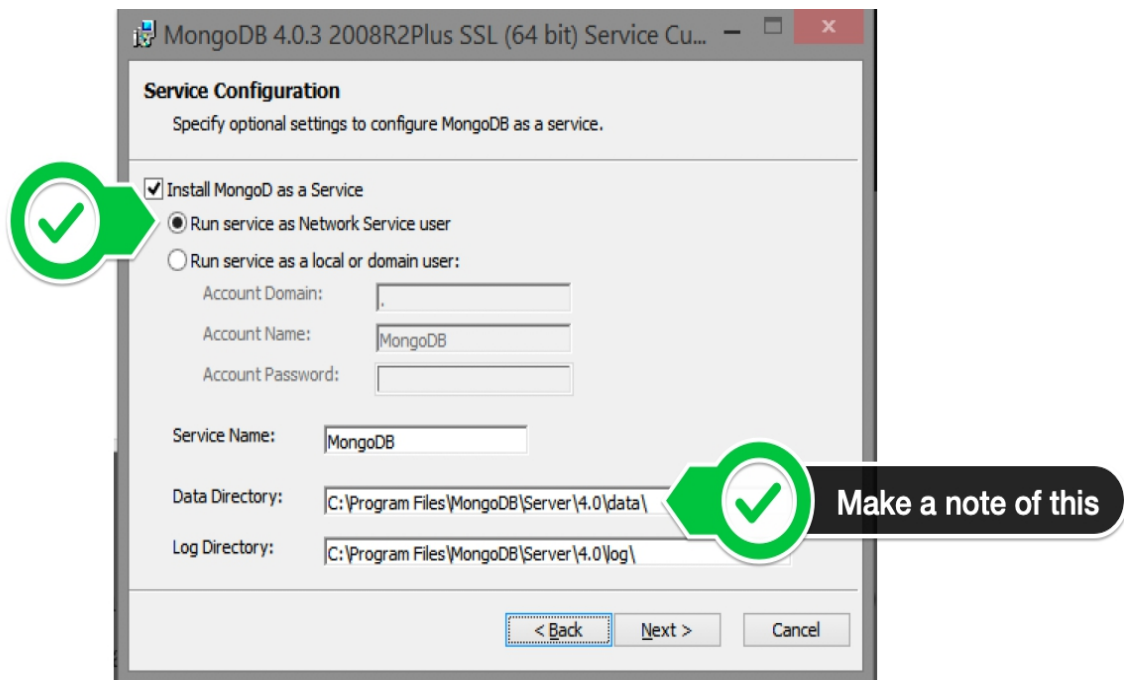 MongoDB 4.0.3 2008R2Plus SSL (64 bit) Service Cu...
Service Configuration
Specify optional settings to configure MongoDB as a service.
Install MongoD as a Service
Run service as Network Service user
Run service as a local or domain user:
Account Domain: .
Account Name: MongoDB
Account Password:
Service Name: MongoDB
Data Directory: C:\Program Files\MongoDB\Server\4.0\data\
Make a note of this
Log Directory: C:\Program Files\MongoDB\Server\4.0\log\
< Back Next > Cancel